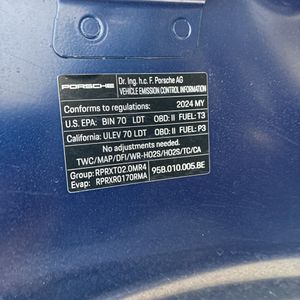 PORSCHE
Dr. Ing. h.c. F. Porsche AG
VEHICLE EMISSION CONTROL INFORMATION
Conforms to regulations: 2024 MY
U.S. EPA: BIN 70 LDT OBD: II FUEL: T3
California: ULEV 70 LDT OBD: II FUEL: P3
No adjustments needed.
TWC/MAP/DFI/WR-HO2S/HO2S/TC/CA
Group: RPRXT02.0MR4
Evap: RPRXR0170RMA
95B.010.005.BE